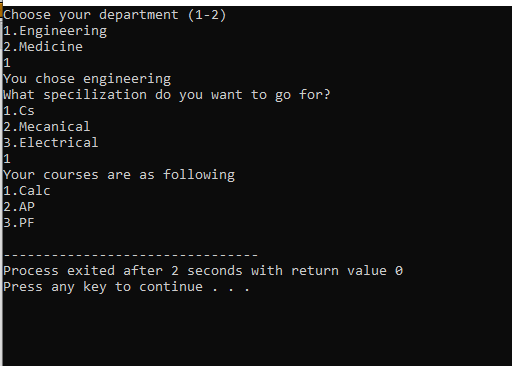 Choose your department (1-2)
1.Engineering
2.Medicine
1
You chose engineering
What specilization do you want to go for?
1.Cs
2.Mecanical
3.Electrical
1
Your courses are as following
1.Calc
2.AP
3.PF
--------------------------------
Process exited after 2 seconds with return value 0
Press any key to continue . . .